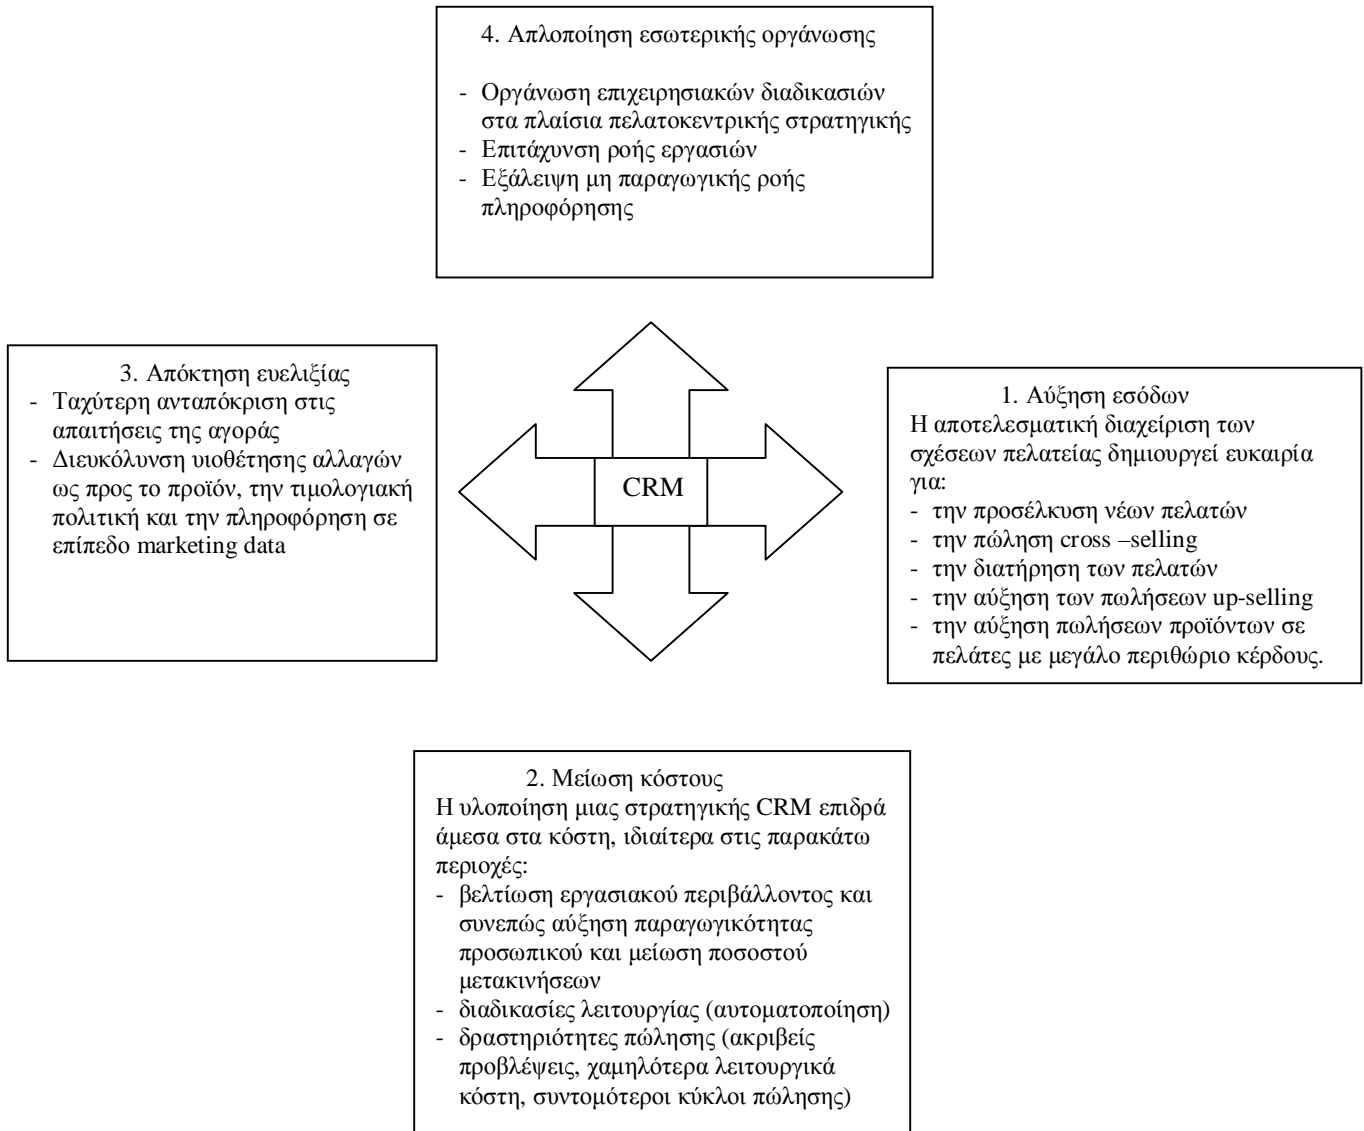 4. Απλοποίηση εσωτερικής οργάνωσης
- Οργάνωση επιχειρησιακών διαδικασιών
στα πλαίσια πελατοκεντρικής στρατηγικής
- Επιτάχυνση ροής εργασιών
- Εξάλειψη μη παραγωγικής ροής
πληροφόρησης
3. Απόκτηση ευελιξίας
- Ταχύτερη ανταπόκριση στις
απαιτήσεις της αγοράς
- Διευκόλυνση υιοθέτησης αλλαγών
ως προς το προϊόν, την τιμολογιακή
πολιτική και την πληροφόρηση σε
επίπεδο marketing data
CRM
1. Αύξηση εσόδων
Η αποτελεσματική διαχείριση των
σχέσεων πελατείας δημιουργεί ευκαιρία
για:
- την προσέλκυση νέων πελατών
- την πώληση cross –selling
- την διατήρηση των πελατών
- την αύξηση των πωλήσεων up-selling
- την αύξηση πωλήσεων προϊόντων σε
πελάτες με μεγάλο περιθώριο κέρδους.
2. Μείωση κόστους
Η υλοποίηση μιας στρατηγικής CRM επιδρά
άμεσα στα κόστη, ιδιαίτερα στις παρακάτω
περιοχές:
- βελτίωση εργασιακού περιβάλλοντος και
συνεπώς αύξηση παραγωγικότητας
προσωπικού και μείωση ποσοστού
μετακινήσεων
- διαδικασίες λειτουργίας (αυτοματοποίηση)
- δραστηριότητες πώλησης (ακριβείς
προβλέψεις, χαμηλότερα λειτουργικά
κόστη, συντομότεροι κύκλοι πώλησης)